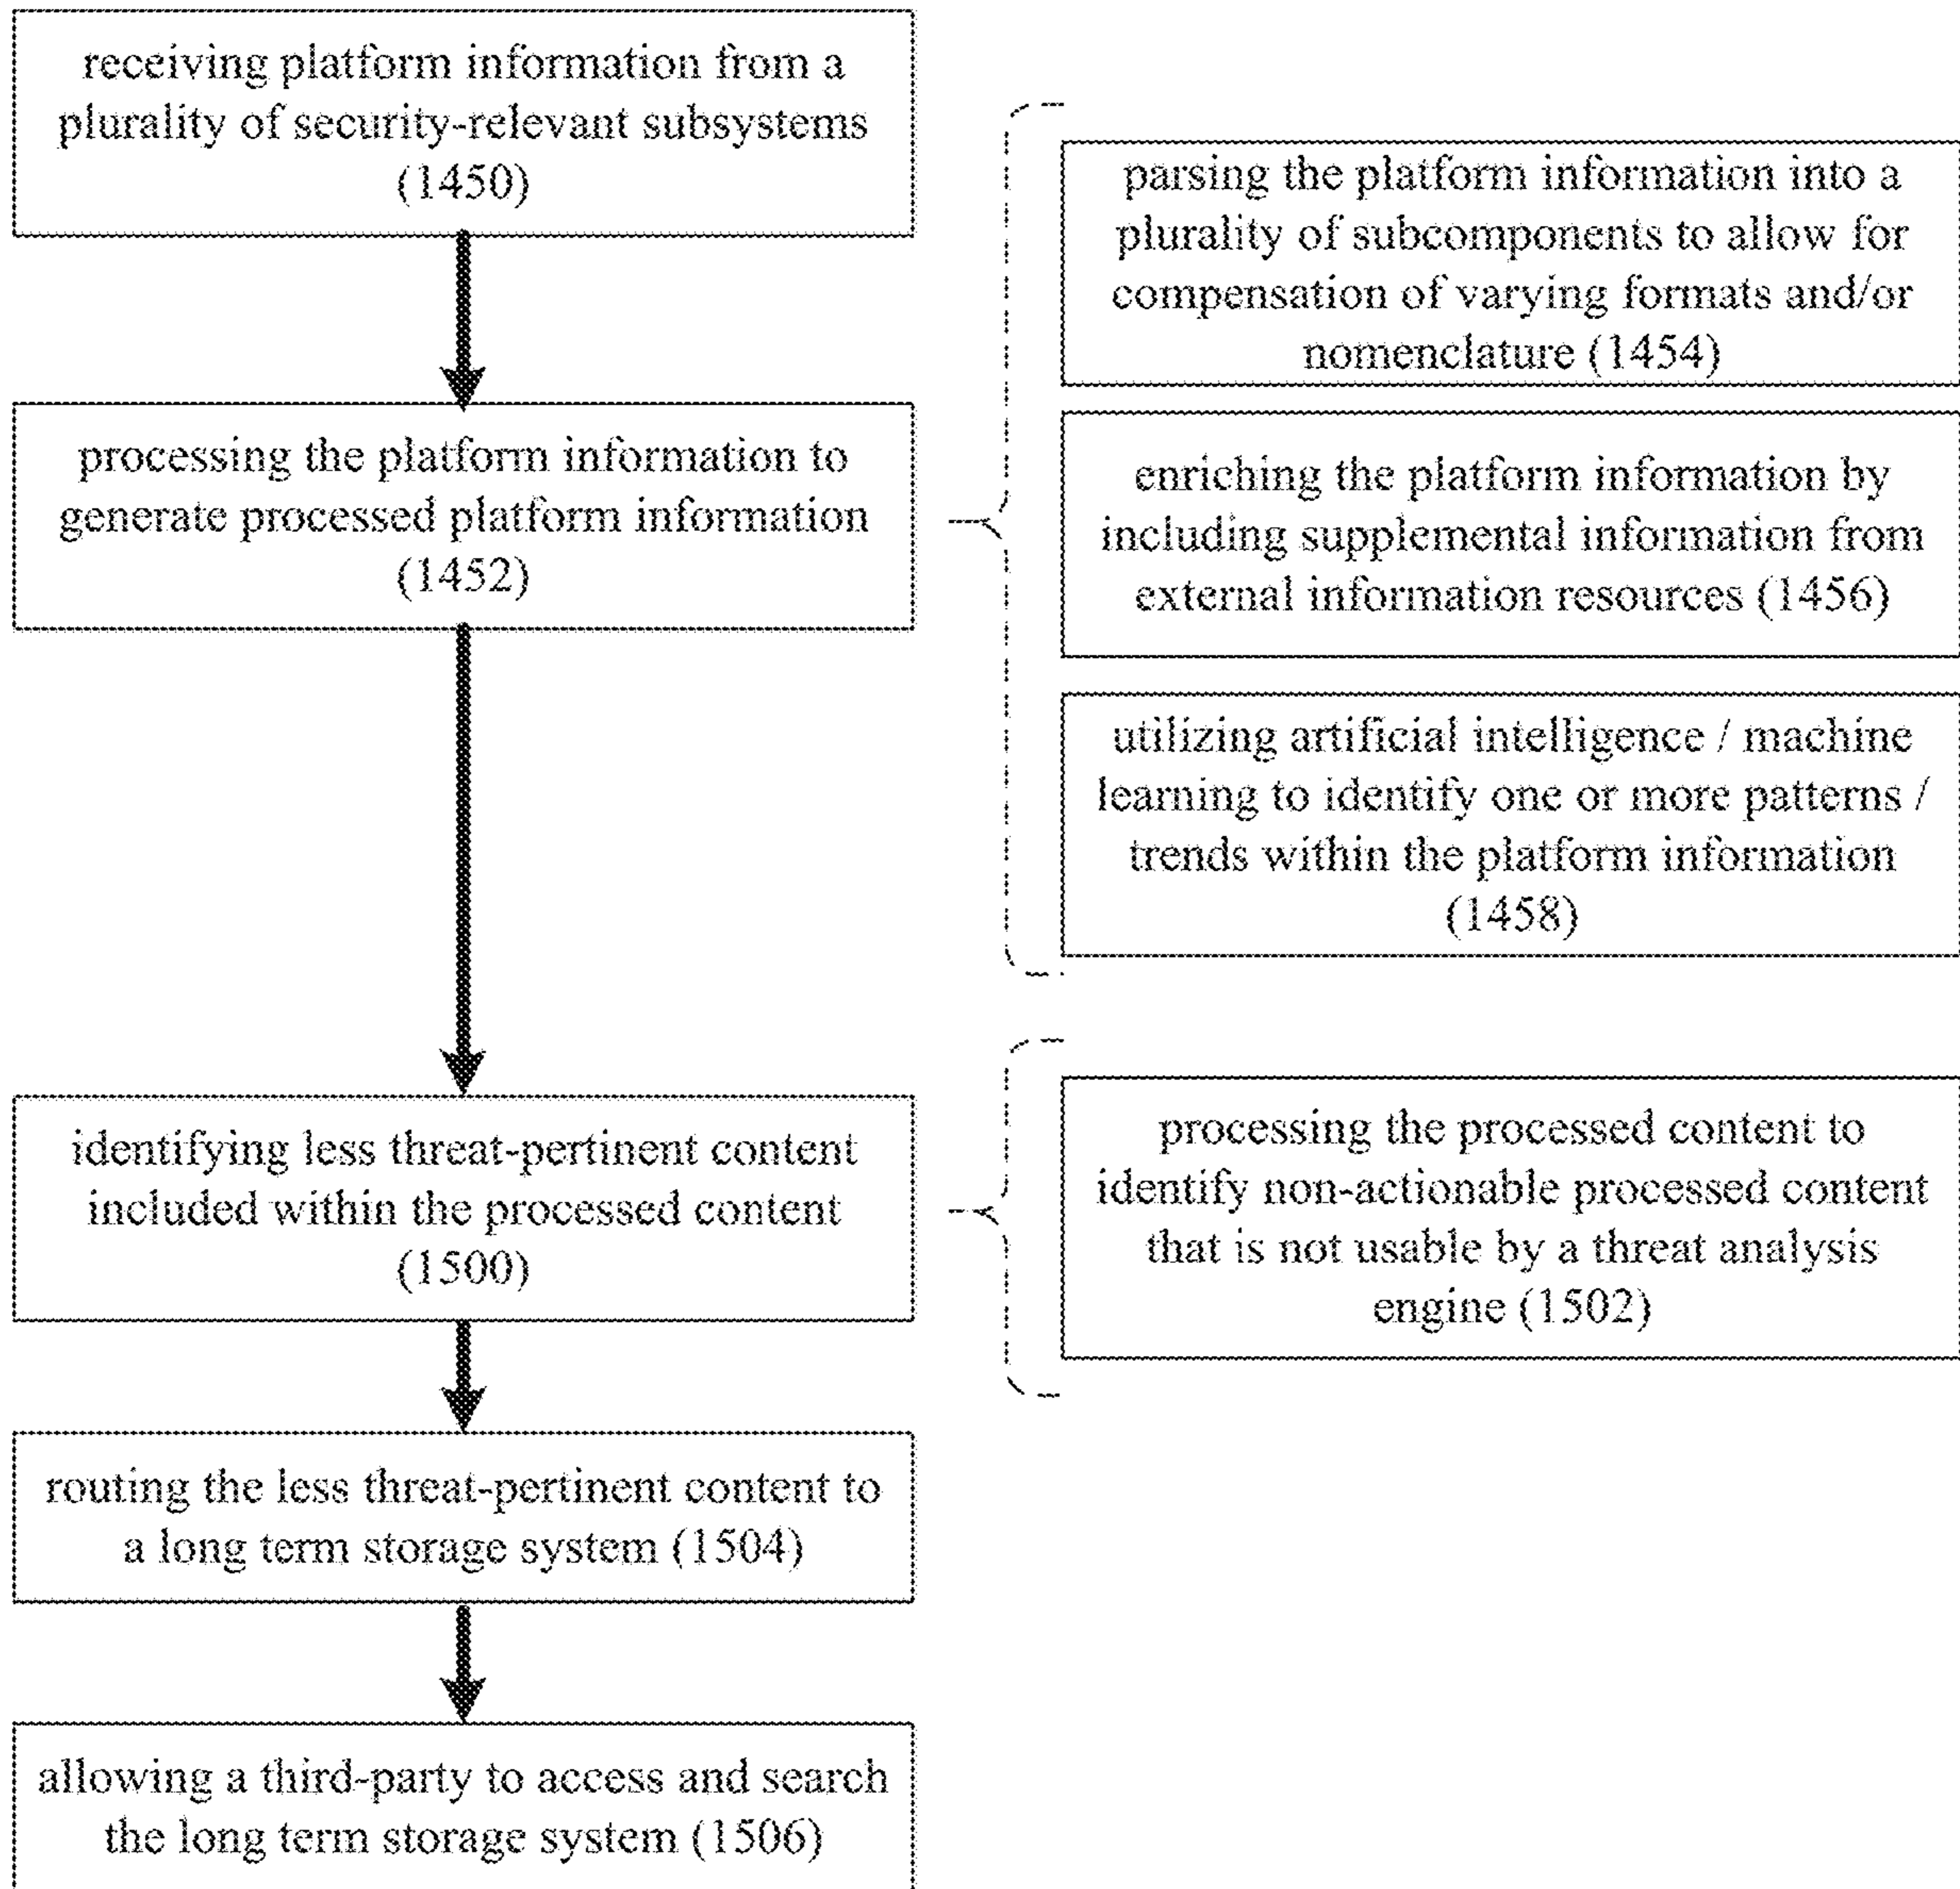 receiving platform information from a
plurality of security-relevant subsystems
(1450)
processing the platform information to
generate processed platform information
(1452)
parsing the platform information into a
plurality of subcomponents to allow for
compensation of varying formats and/or
nomenclature (1454)
enriching the platform information by
including supplemental information from
external information resources (1456)
utilizing artificial intelligence / machine
learning to identify one or more patterns /
trends within the platform information
(1458)
identifying less threat-pertinent content
included within the processed content
(1500)
processing the processed content to
identify non-actionable processed content
that is not usable by a threat analysis
engine (1502)
routing the less threat-pertinent content to
a long term storage system (1504)
allowing a third-party to access and search
the long term storage system (1506)